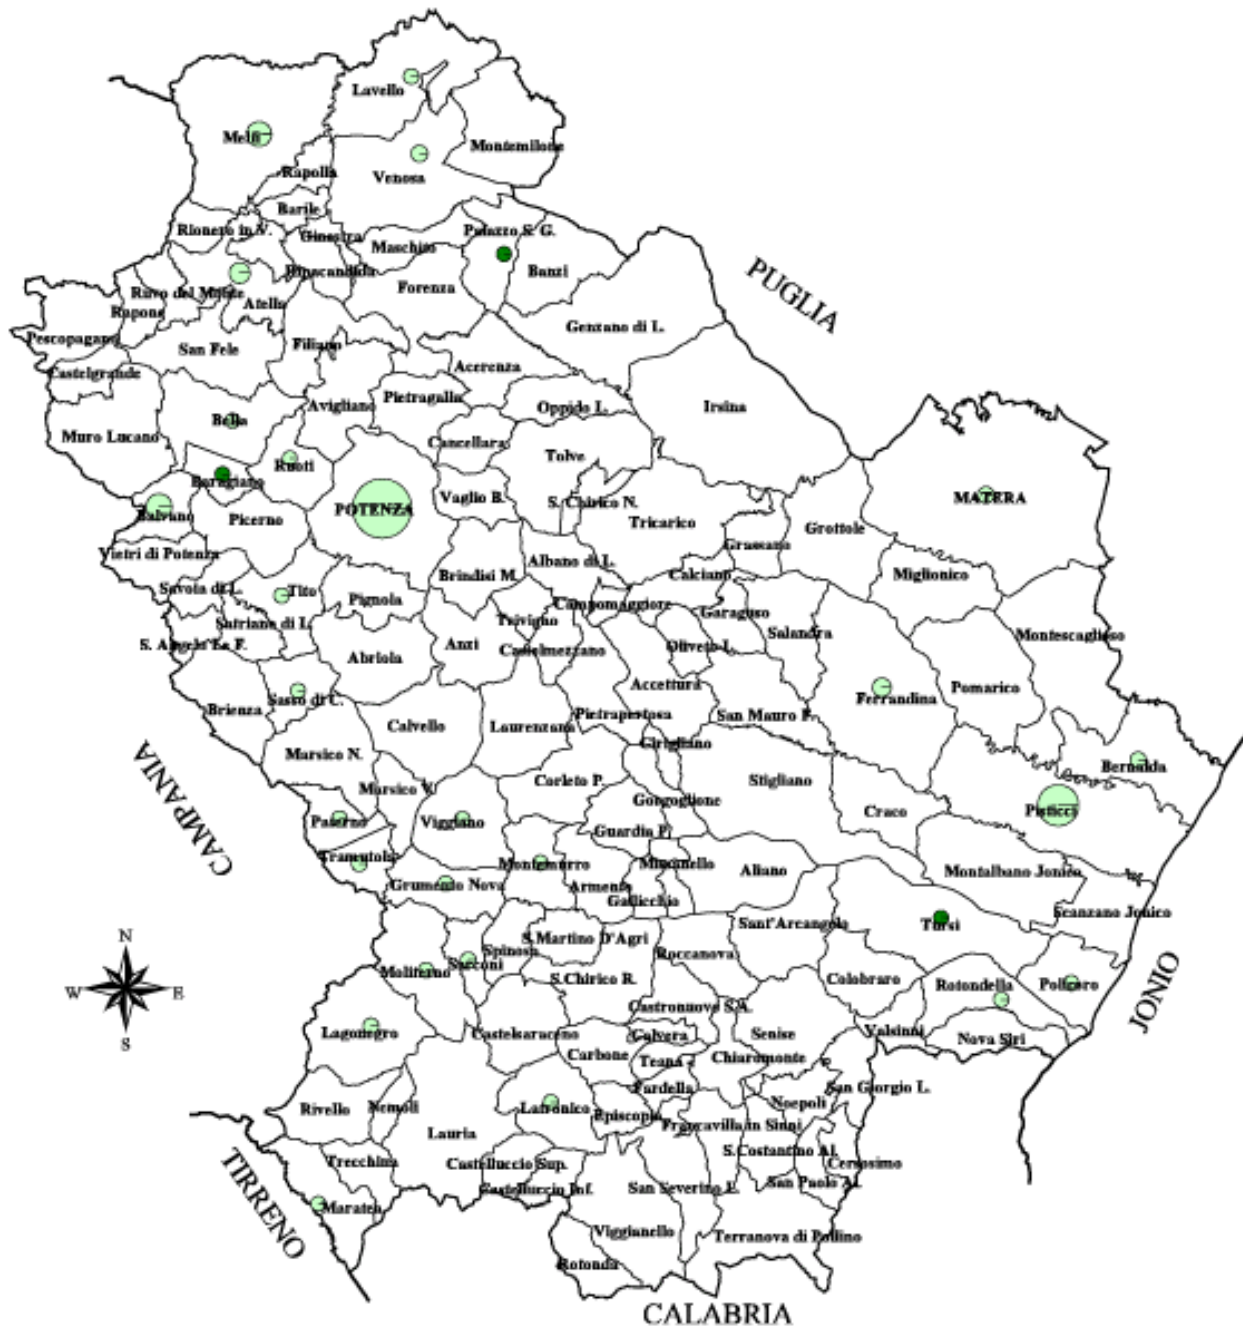 Lavello
Melfi
Montemilone
Rapolla
Venosa
Barile
Rionero in V.
Ginestra
Palazzo S. G.
Maschito
Ripacandida
Banzi
PUGLIA
Ruvo del Monte
Forenza
Atella
Rapone
Genzano di L.
Pescopagano
San Fele
Filiano
Castelgrande
Acerenza
Avigliano
Pietragalla
Oppido L.
Irsina
Bella
Muro Lucano
Cancellara
Tolve
Ruoti
Baragiano
Vaglio B.
S. Chirico N.
MATERA
POTENZA
Balvano
Picerno
Tricarico
Grottole
Grassano
Vietri di Potenza
Albano di L.
Brindisi M.
Calciano
Miglionico
Savoia di L.
Tito
Pignola
Campomaggiore
Garaguso
Satriano di L.
Trivigno
Salandra
Montescaglioso
S. Angelo Le F.
Anzi
Oliveto L.
Castelmezzano
Abriola
Accettura
Pomarico
Sasso di C.
Ferrandina
Brienza
Pietrapertosa
San Mauro F.
Calvello
Laurenzana
Cirigliano
Marsico N.
CAMPANIA
Bernalda
Corleto P.
Stigliano
Marsico V.
Gorgoglione
Craco
Pisticci
Paterno
Viggiano
Guardia P.
Tramutola
Montemurro
Missanello
Aliano
Montalbano Jonico
Grumento Nova
Armento
Gallicchio
Scanzano Jonico
Sant'Arcangelo
Tursi
S.Martino D'Agri
Spinosa
Roccanova
Moliterno
Sarconi
S.Chirico R.
Colobraro
Rotondella
Policoro
N
W
E
S
JONIO
Castronuovo S.A.
Lagonegro
Castelsaraceno
Calvera
Senise
Valsinni
Nova Siri
Carbone
Teana
Chiaromonte
Fardella
San Giorgio L.
Noepoli
Rivello
Nemoli
Latronico
Episcopia
Francavilla in Sinni
Lauria
S.Costantino Al.
Trecchina
Castelluccio Sup.
Cersosimo
Castelluccio Inf.
San Severino L.
San Paolo Al.
TIRRENO
Maratea
Viggianello
Terranova di Pollino
Rotonda
CALABRIA